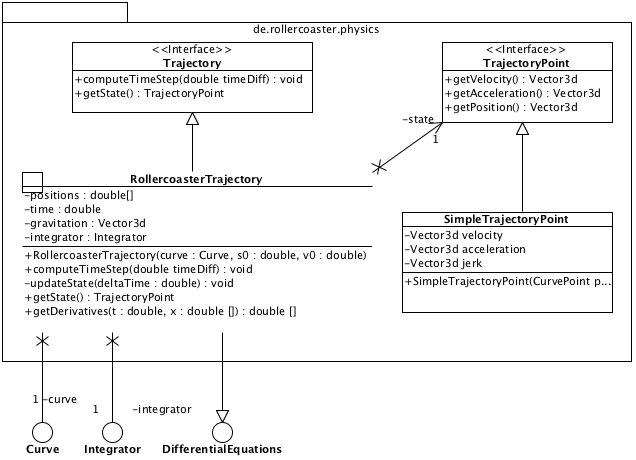 de.rollercoaster.physics
<<Interface>>
Trajectory
+computeTimeStep(double timeDiff) : void
+getState() : TrajectoryPoint
<<Interface>>
TrajectoryPoint
+getVelocity() : Vector3d
+getAcceleration() : Vector3d
+getPosition() : Vector3d
-state
1
RollercoasterTrajectory
-positions : double[]
-time : double
-gravitation : Vector3d
-integrator : Integrator
+RollercoasterTrajectory(curve : Curve, s0 : double, v0 : double)
+computeTimeStep(double timeDiff) : void
-updateState(deltaTime : double) : void
+getState() : TrajectoryPoint
+getDerivatives(t : double, x : double []) : double []
SimpleTrajectoryPoint
-Vector3d velocity
-Vector3d acceleration
-Vector3d jerk
+SimpleTrajectoryPoint(CurvePoint p...
1 -curve
1 -integrator
Curve Integrator DifferentialEquations